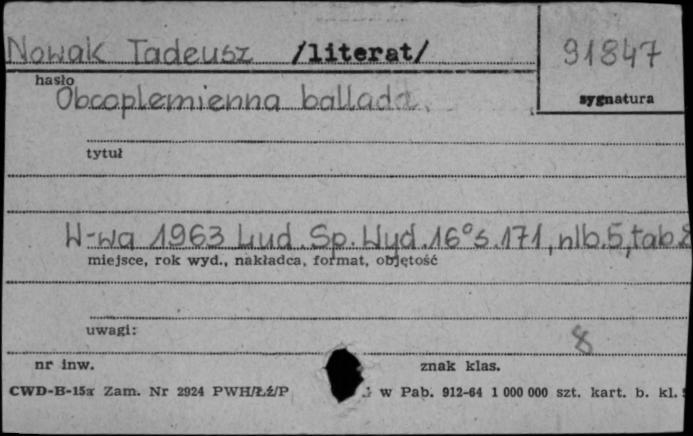 Nowak Tadeusz /literat/ 91847
hasło
sygnatura
Obcoplemienna ballada.
tytuł
W-wa 1963 Lud. Sp. Wyd. 16° s. 171, nlb. 5, tab.
miejsce, rok wyd., nakładca, format, objętość
uwagi:
8
nr inw. znak klas.
CWD-B-15a Zam. Nr 2924 PWH/Łź/P w Pab. 912-64 1 000 000 szt. kart. b. kl.